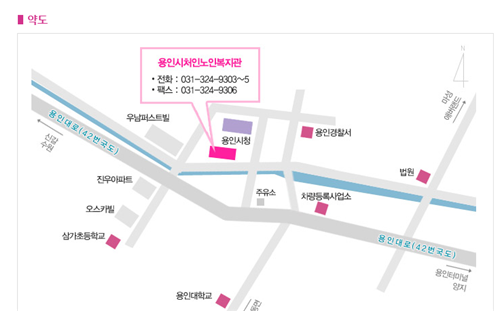 약도
용인시처인노인복지관
• 전화 : 031-324-9303~5
• 팩스 : 031-324-9306
N
마성
에버랜드
우남퍼스트빌
용인대로(42번국도)
신갈
수원
용인시청
용인경찰서
진우아파트
법원
주유소
차량등록사업소
오스카빌
삼가초등학교
용인대로(42번국도)
용인터미널
양지
용인대학교